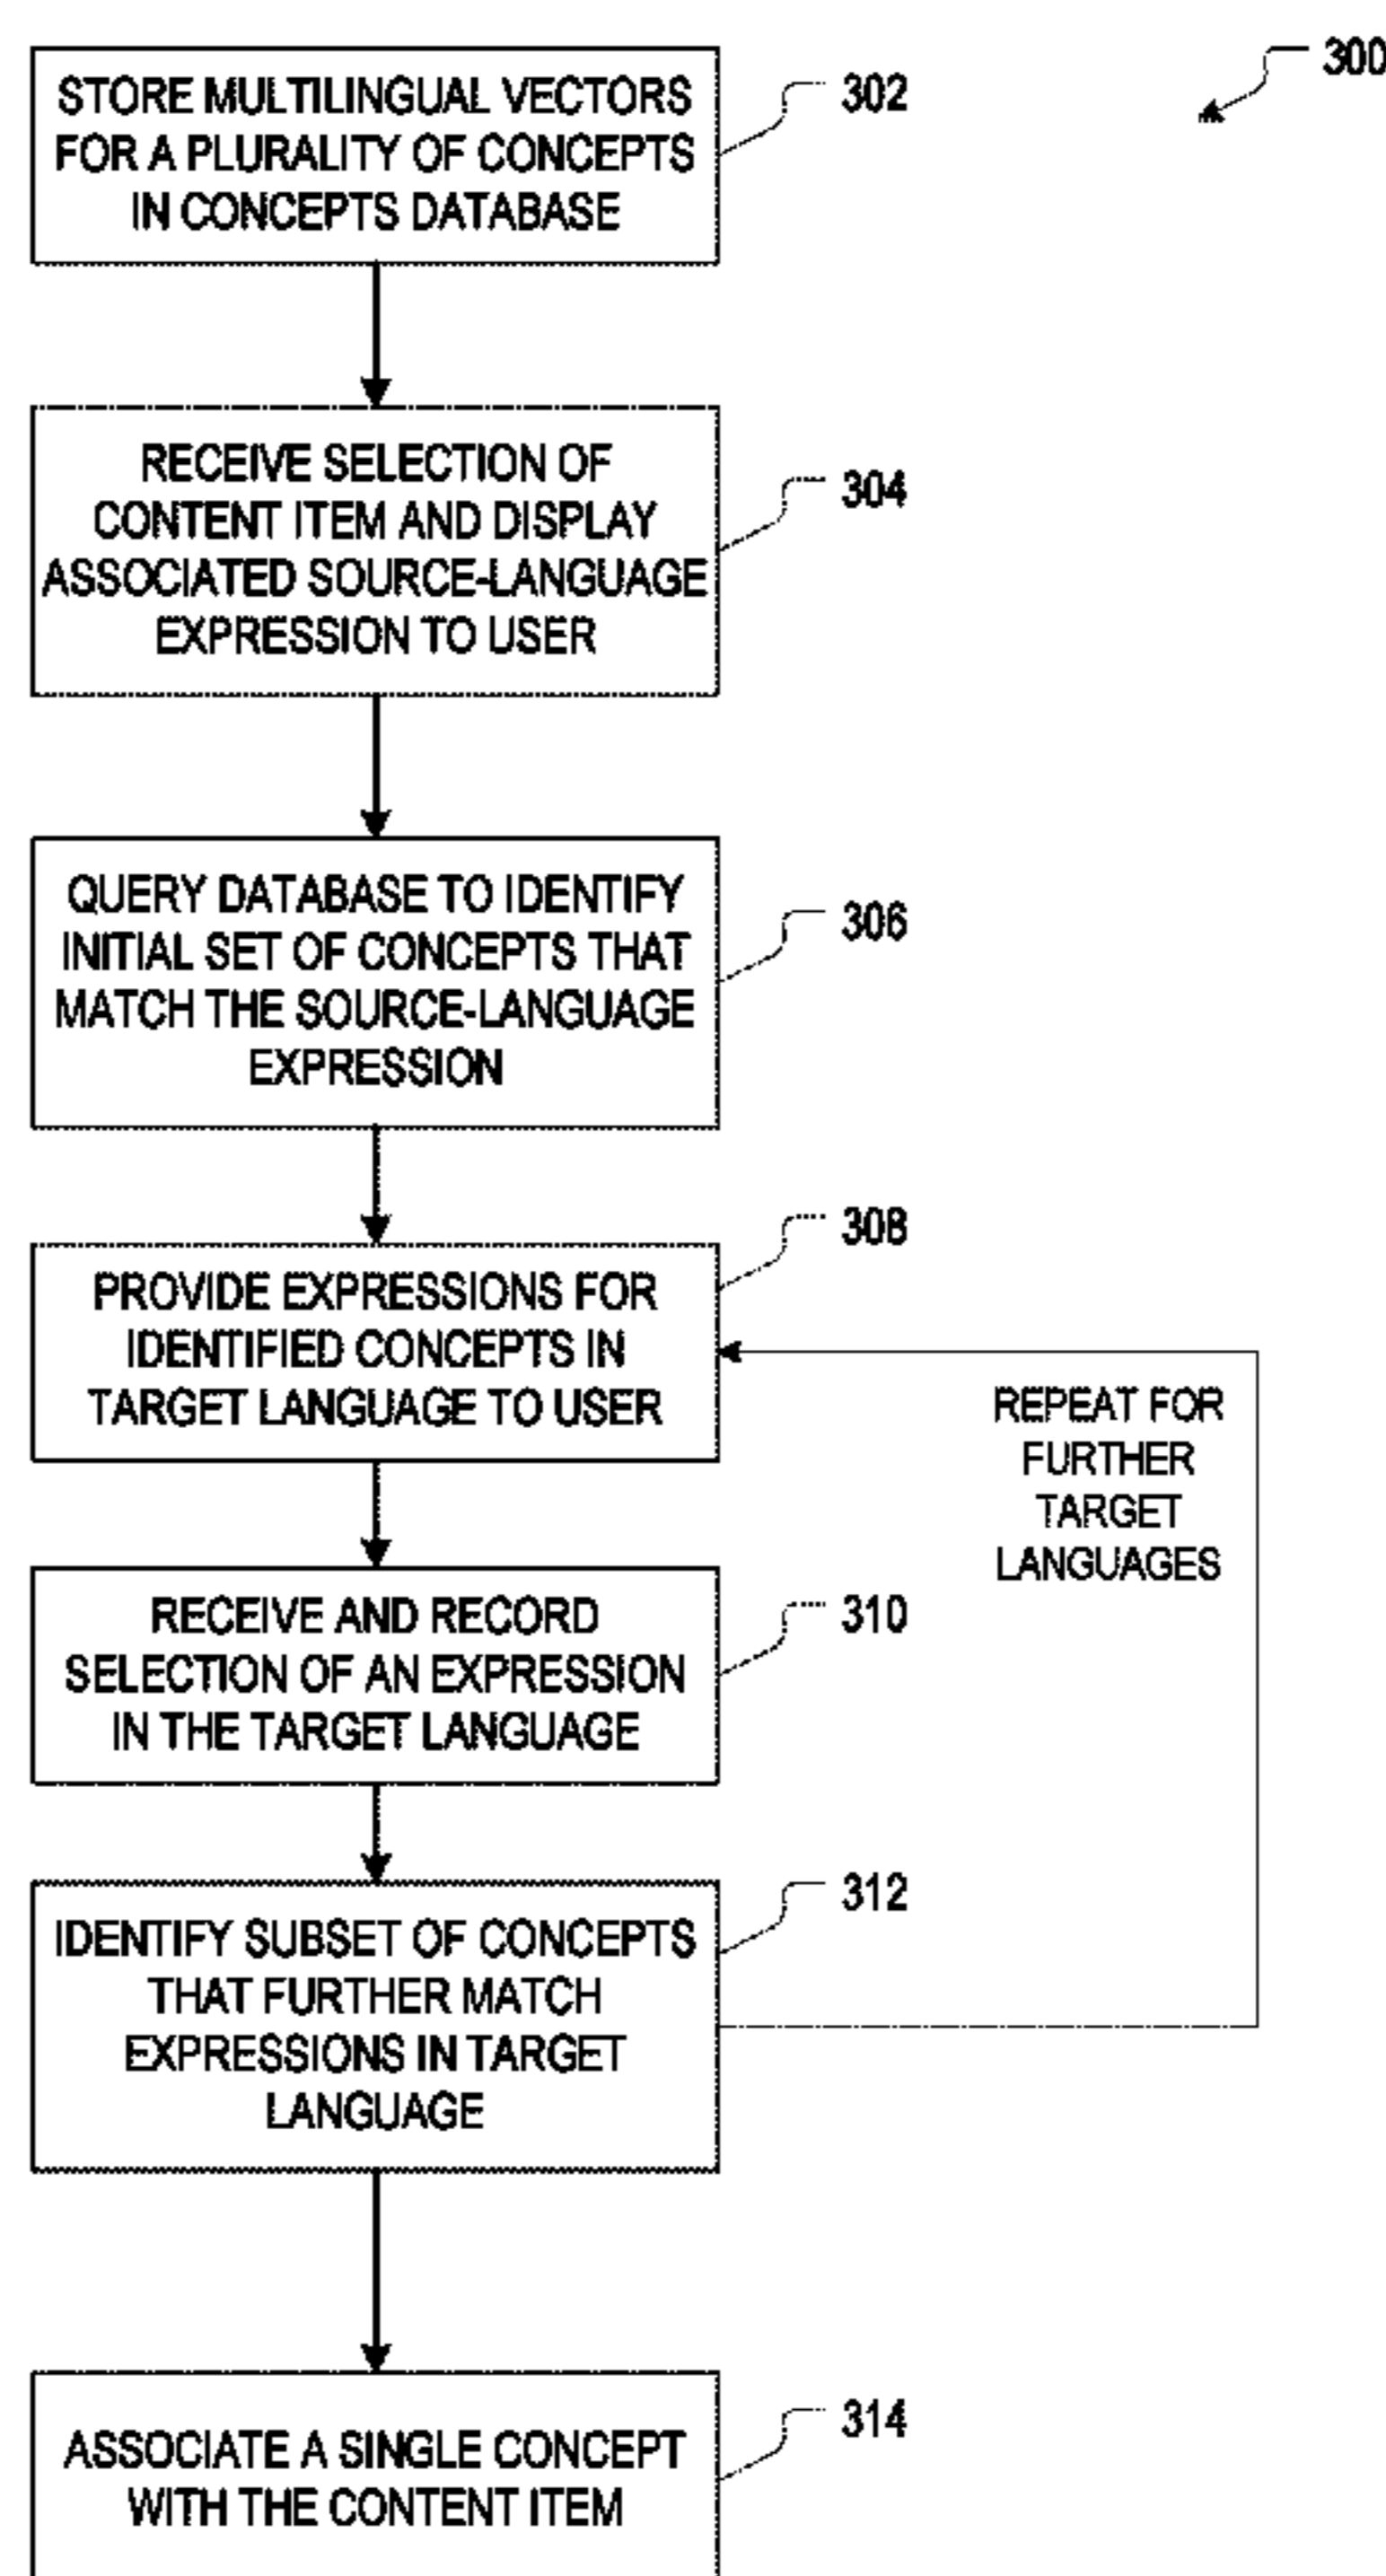 300
STORE MULTILINGUAL VECTORS
FOR A PLURALITY OF CONCEPTS
IN CONCEPTS DATABASE
302
RECEIVE SELECTION OF
CONTENT ITEM AND DISPLAY
ASSOCIATED SOURCE-LANGUAGE
EXPRESSION TO USER
304
QUERY DATABASE TO IDENTIFY
INITIAL SET OF CONCEPTS THAT
MATCH THE SOURCE-LANGUAGE
EXPRESSION
306
PROVIDE EXPRESSIONS FOR
IDENTIFIED CONCEPTS IN
TARGET LANGUAGE TO USER
308
REPEAT FOR
FURTHER
TARGET
LANGUAGES
RECEIVE AND RECORD
SELECTION OF AN EXPRESSION
IN THE TARGET LANGUAGE
310
IDENTIFY SUBSET OF CONCEPTS
THAT FURTHER MATCH
EXPRESSIONS IN TARGET
LANGUAGE
312
ASSOCIATE A SINGLE CONCEPT
WITH THE CONTENT ITEM
314